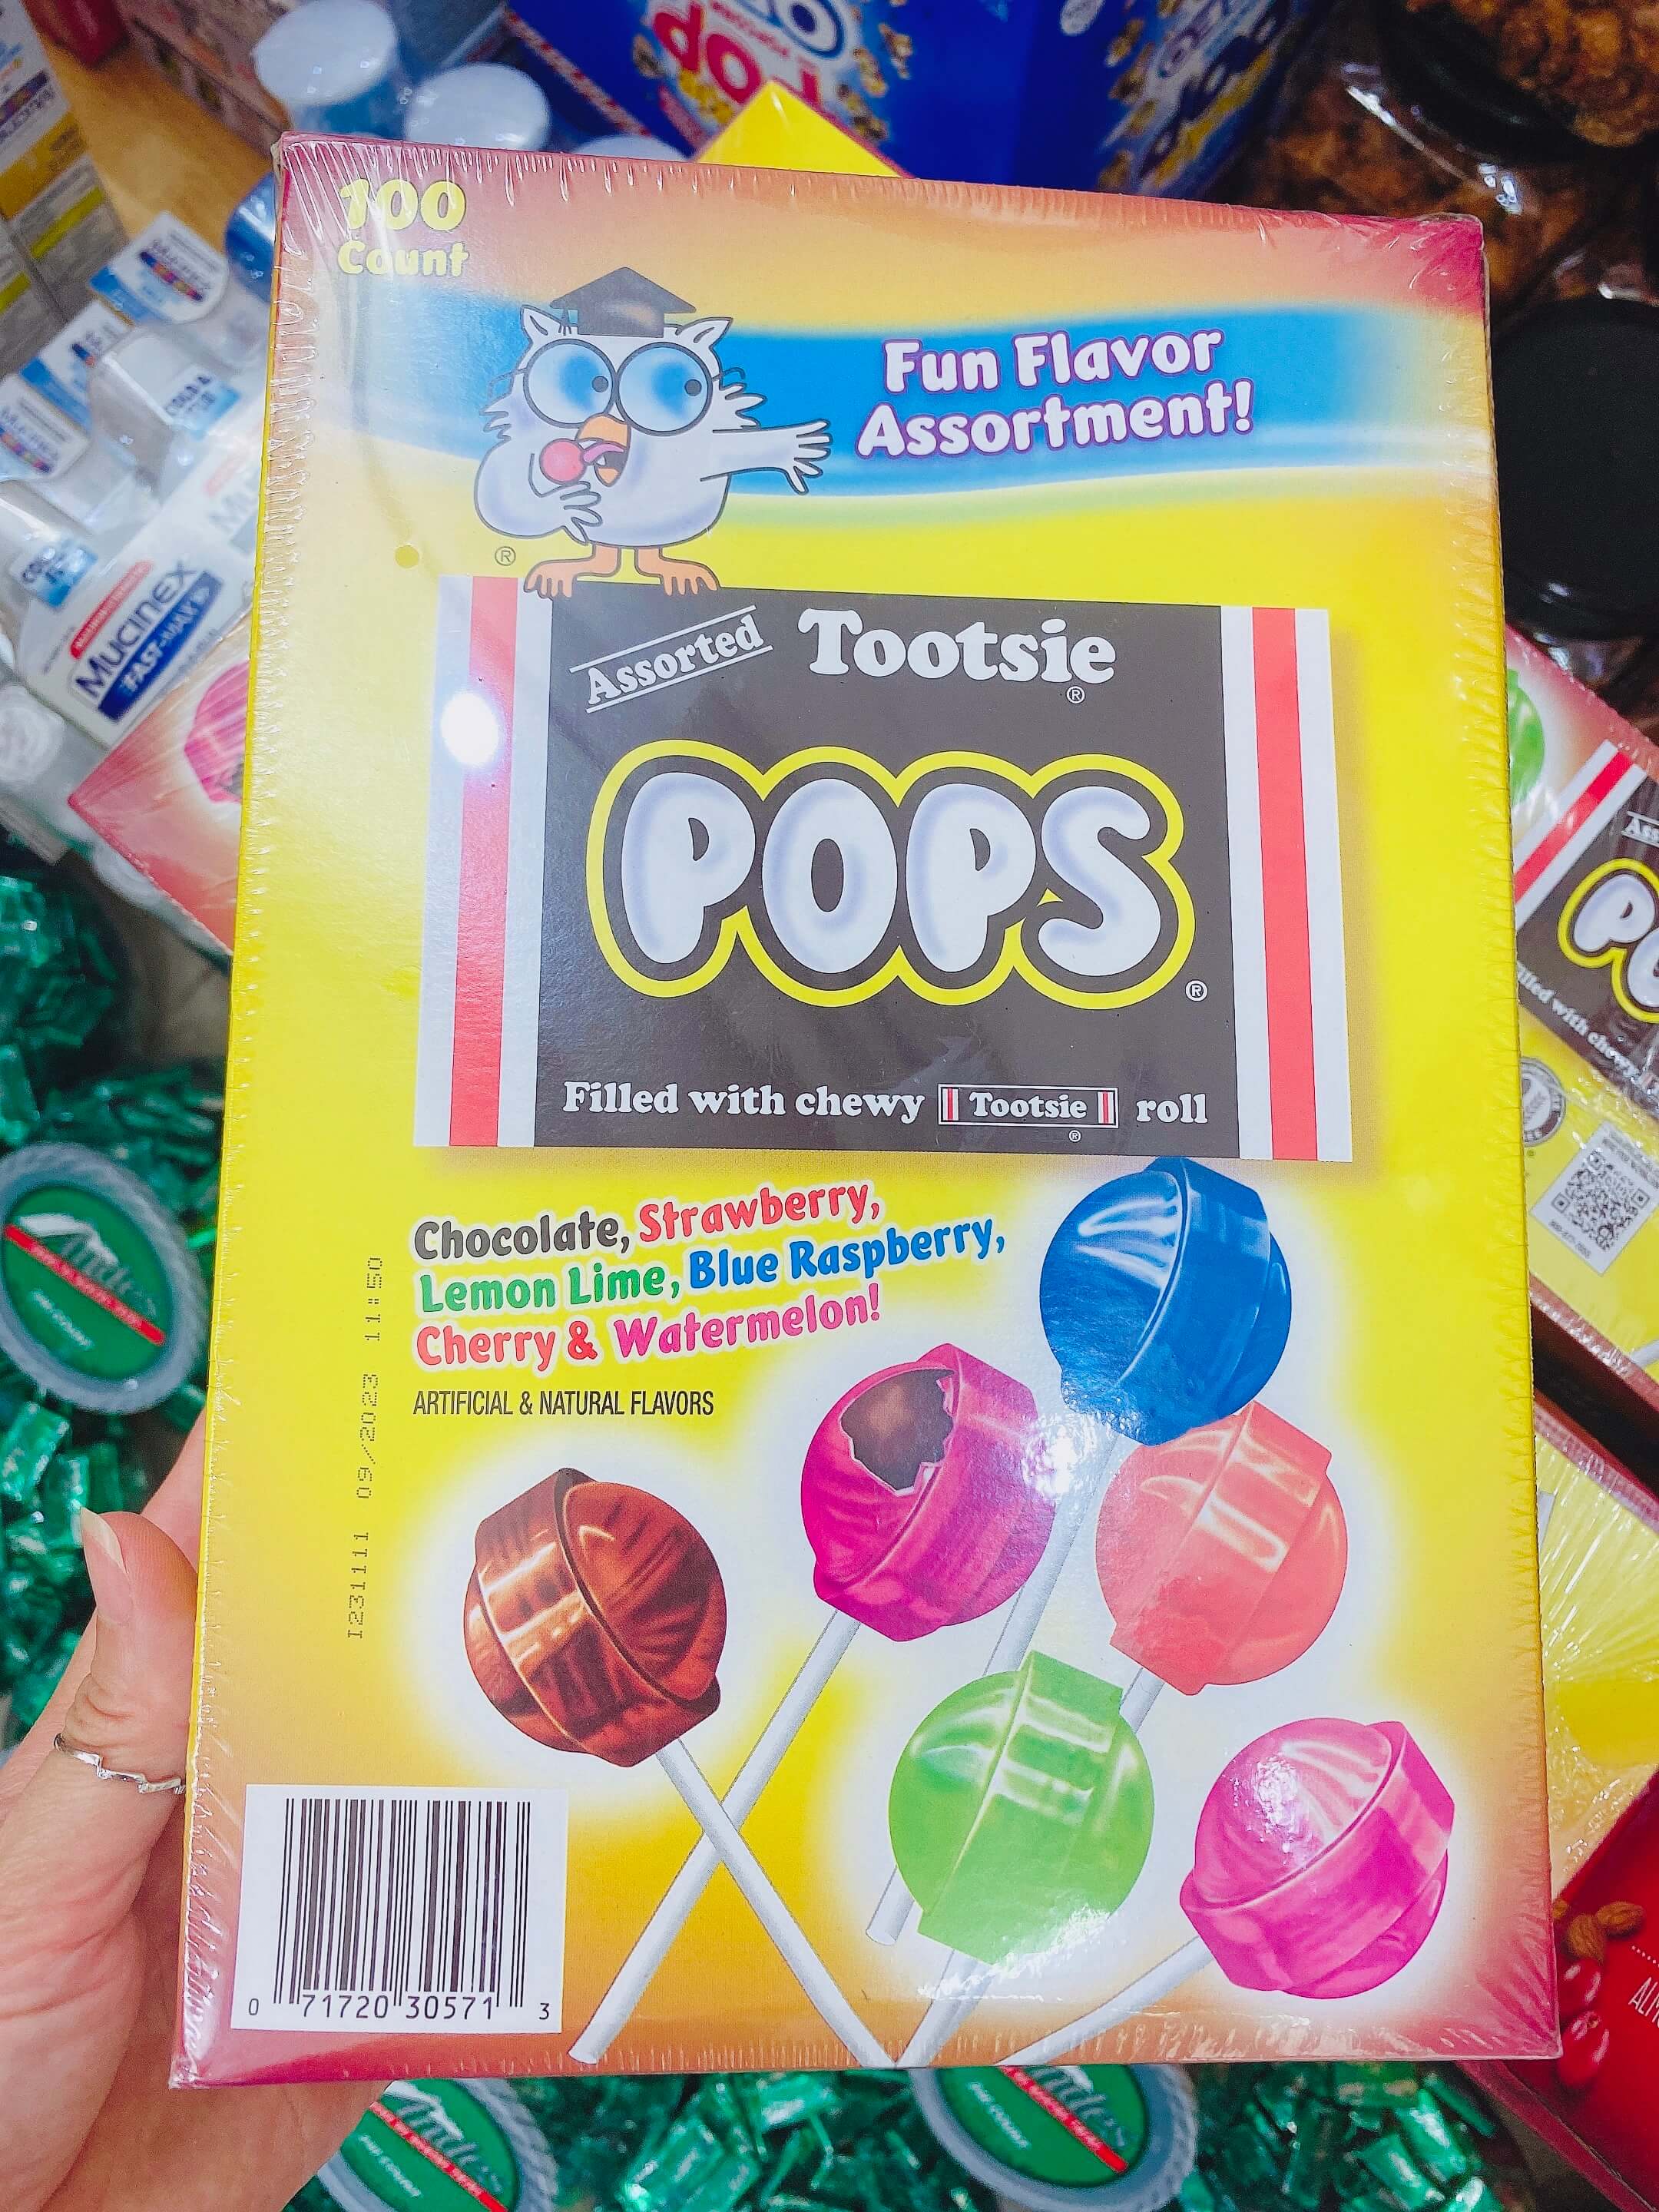 100
Count
Fun Flavor
Assortment!
®
Assorted
Tootsie
®
POPS
®
Filled with chewy Tootsie roll
®
Chocolate, Strawberry,
Lemon Lime, Blue Raspberry,
Cherry & Watermelon!
ARTIFICIAL & NATURAL FLAVORS
I231111 09/2023 11:50
0 71720 30571 3
MUCINEX
FAST-MAX
Andes